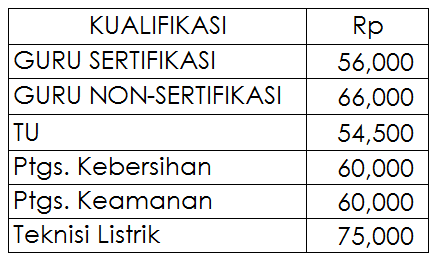 KUALIFIKASI Rp
GURU SERTIFIKASI 56,000
GURU NON-SERTIFIKASI 66,000
TU 54,500
Ptgs. Kebersihan 60,000
Ptgs. Keamanan 60,000
Teknisi Listrik 75,000